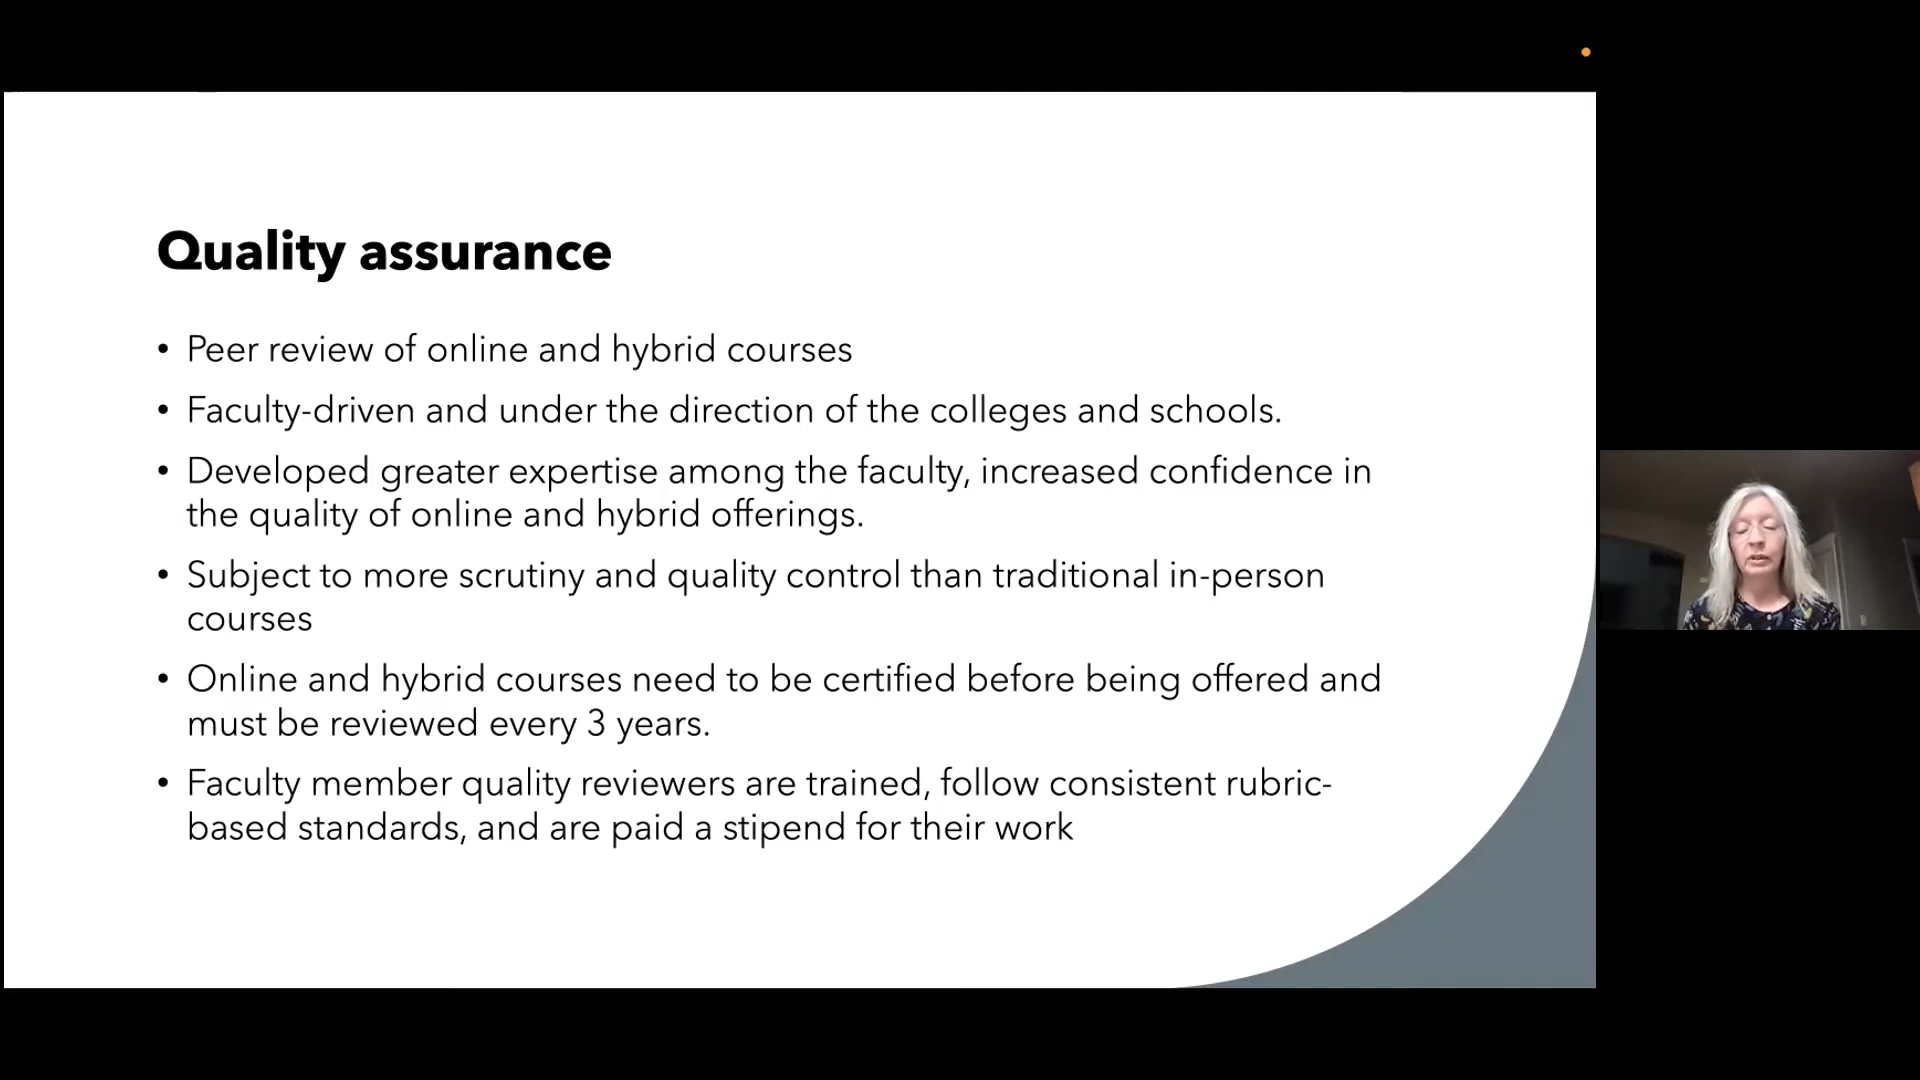 Quality assurance
• Peer review of online and hybrid courses
• Faculty-driven and under the direction of the colleges and schools.
• Developed greater expertise among the faculty, increased confidence in
the quality of online and hybrid offerings.
• Subject to more scrutiny and quality control than traditional in-person
courses
• Online and hybrid courses need to be certified before being offered and
must be reviewed every 3 years.
• Faculty member quality reviewers are trained, follow consistent rubric-
based standards, and are paid a stipend for their work